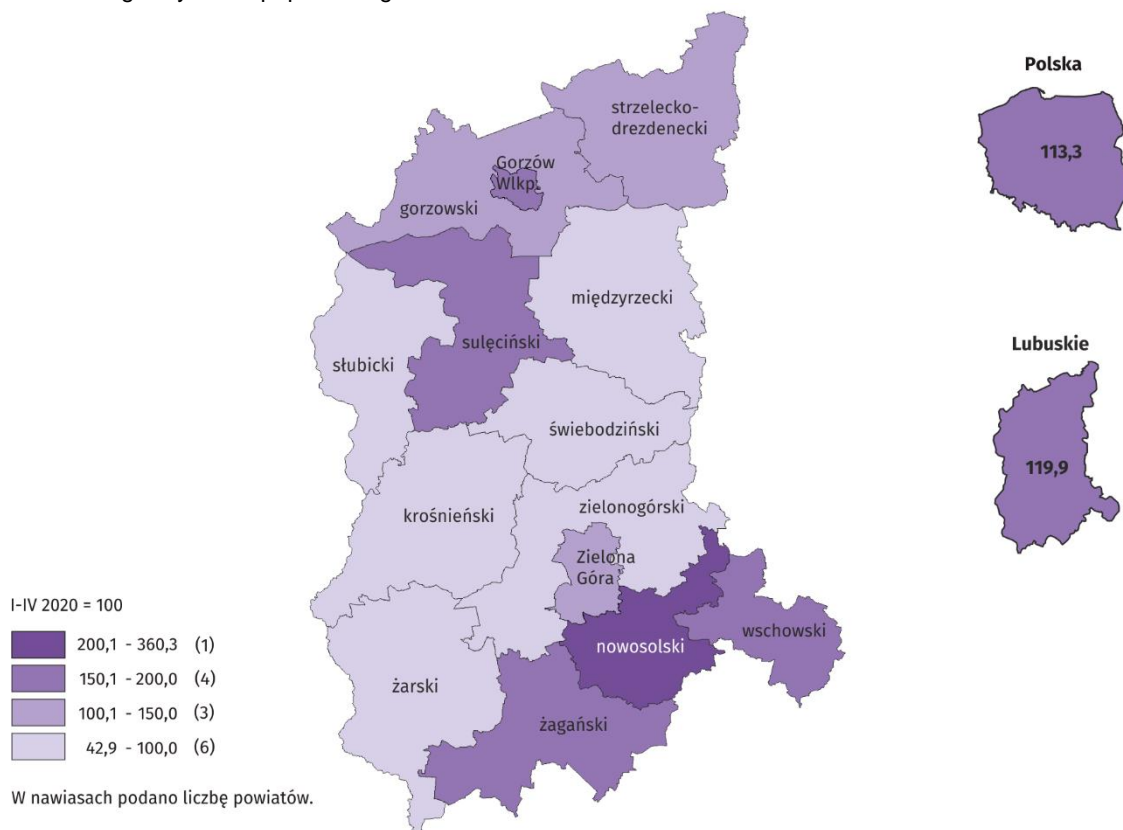 strzelecko-
drezdenecki
Gorzów
Wlkp.
gorzowski
międzyrzecki
sulęciński
słubicki
świebodziński
krośnieński
zielonogórski
Zielona
Góra
nowosolski
wschowski
żarski
żagański
Polska
113,3
Lubuskie
119,9
I-IV 2020 = 100
200,1 - 360,3 (1)
150,1 - 200,0 (4)
100,1 - 150,0 (3)
42,9 - 100,0 (6)
W nawiasach podano liczbę powiatów.